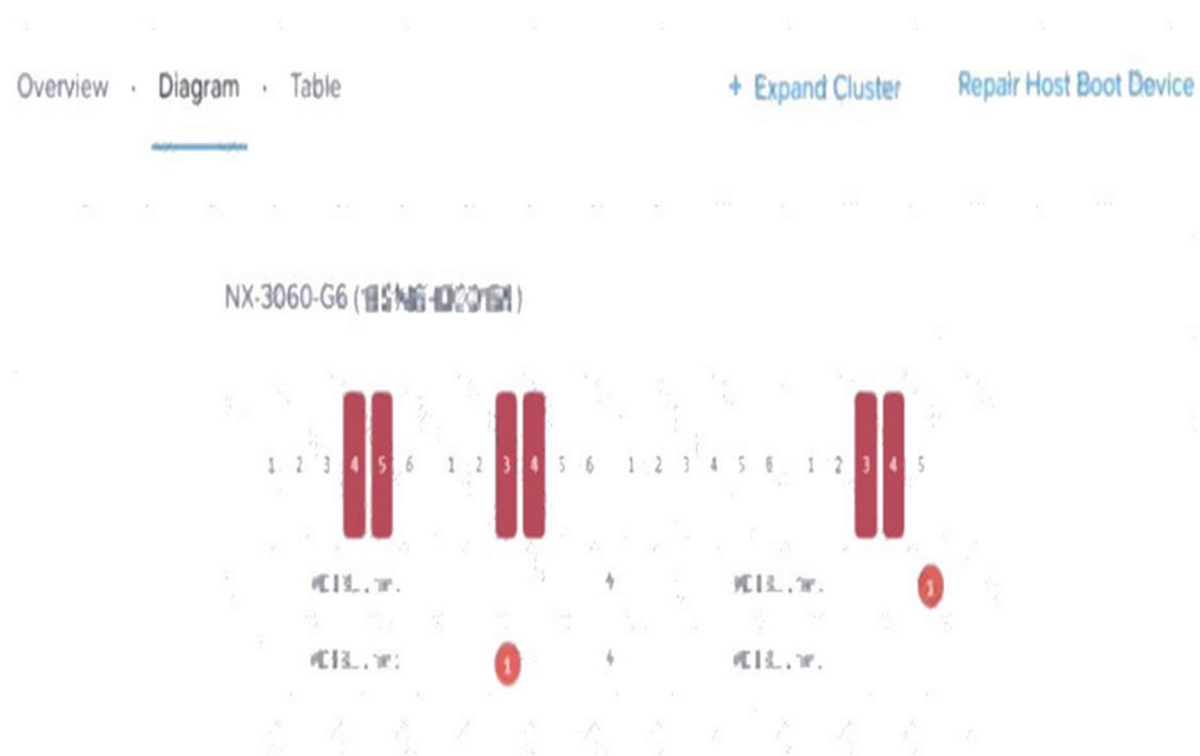 Overview · Diagram · Table + Expand Cluster Repair Host Boot Device
NX-3060-G6 ( )
1 2 3 4 5 6 1 2 3 4 5 6 1 2 3 4 5 6 1 2 3 4 5
1